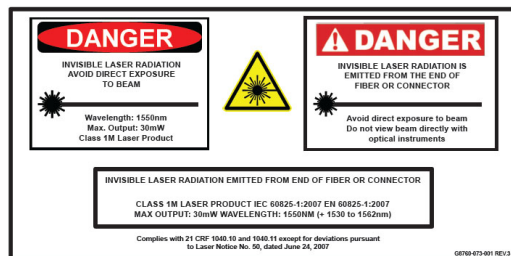 DANGER
INVISIBLE LASER RADIATION
AVOID DIRECT EXPOSURE
TO BEAM
Wavelength: 1550nm
Max. Output: 30mW
Class 1M Laser Product
DANGER
INVISIBLE LASER RADIATION IS
EMITTED FROM THE END OF
FIBER OR CONNECTOR
Avoid direct exposure to beam
Do not view beam directly with
optical instruments
INVISIBLE LASER RADIATION EMITTED FROM END OF FIBER OR CONNECTOR
CLASS 1M LASER PRODUCT IEC 60825-1:2007 EN 60825-1:2007
MAX OUTPUT: 30mW WAVELENGTH: 1550NM (+ 1530 to 1562nm)
Complies with 21 CRF 1040.10 and 1040.11 except for deviations pursuant
to Laser Notice No. 50, dated June 24, 2007
G8760-673-001 REV.3